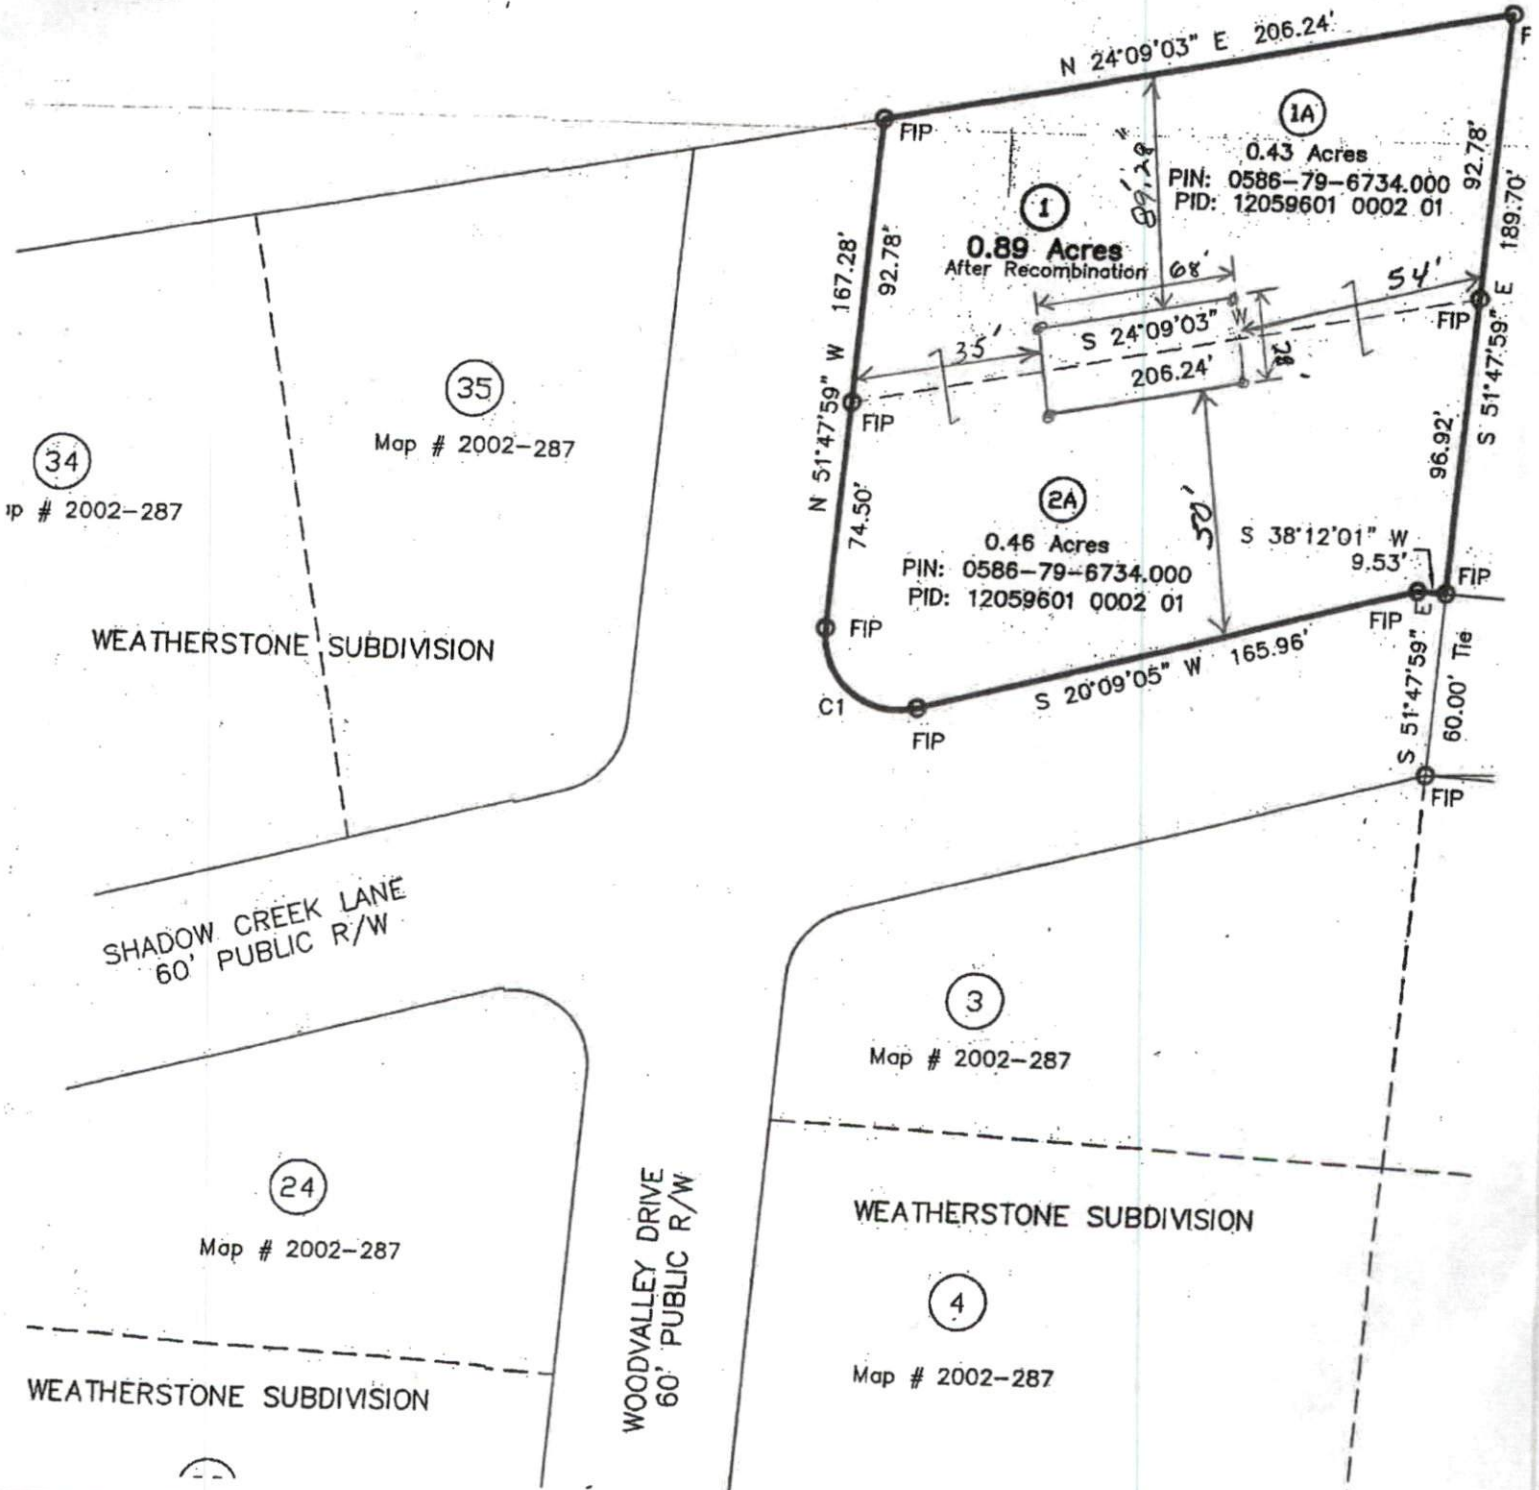 N 24°09'03" E 206.24'
F
FIP
1A
0.43 Acres
PIN: 0586-79-6734.000
PID: 12059601 0002 01
92.78'
189.70'
S 51°47'59" E
1
0.89 Acres
After Recombination
89'.28"
68'
54'
FIP
167.28'
92.78'
N 51°47'59" W
35'
S 24°09'03" W
206.24'
28'
FIP
35
Map # 2002-287
34
# 2002-287
96.92'
74.50'
2A
0.46 Acres
PIN: 0586-79-6734.000
PID: 12059601 0002 01
50'
S 38°12'01" W
9.53'
FIP
FIP
FIP
WEATHERSTONE SUBDIVISION
C1
FIP
S 20°09'05" W 165.96'
S 51°47'59" E
60.00' Tie
FIP
SHADOW CREEK LANE
60' PUBLIC R/W
3
Map # 2002-287
24
Map # 2002-287
WOODVALLEY DRIVE
60' PUBLIC R/W
WEATHERSTONE SUBDIVISION
4
Map # 2002-287
WEATHERSTONE SUBDIVISION